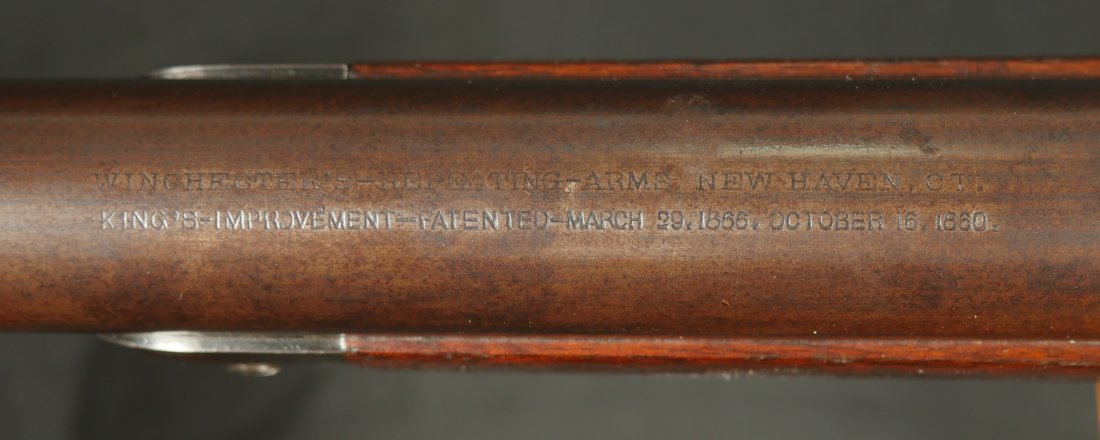 WINCHESTER'S-REPEATING-ARMS. NEW HAVEN, CT.
KING'S-IMPROVEMENT-PATENTED-MARCH 29, 1866. OCTOBER 16, 1860.